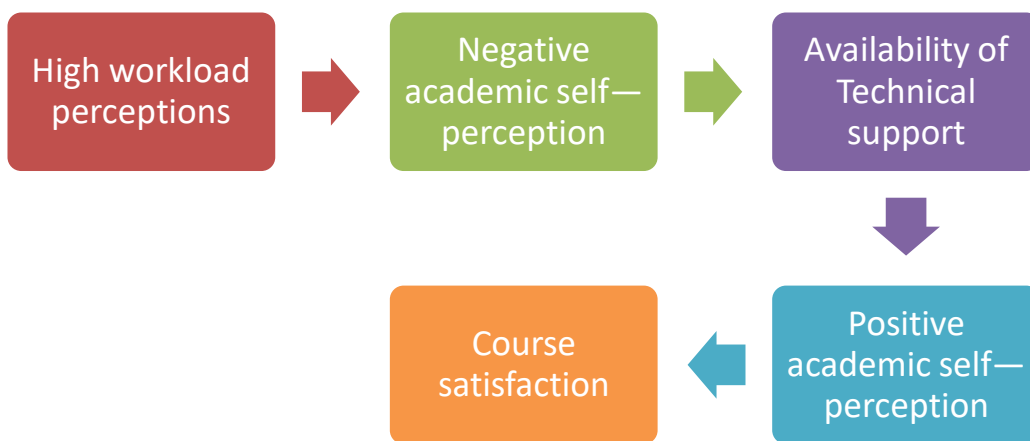 High workload
perceptions
Negative
academic self—
perception
Availability of
Technical
support
Positive
academic self—
perception
Course
satisfaction